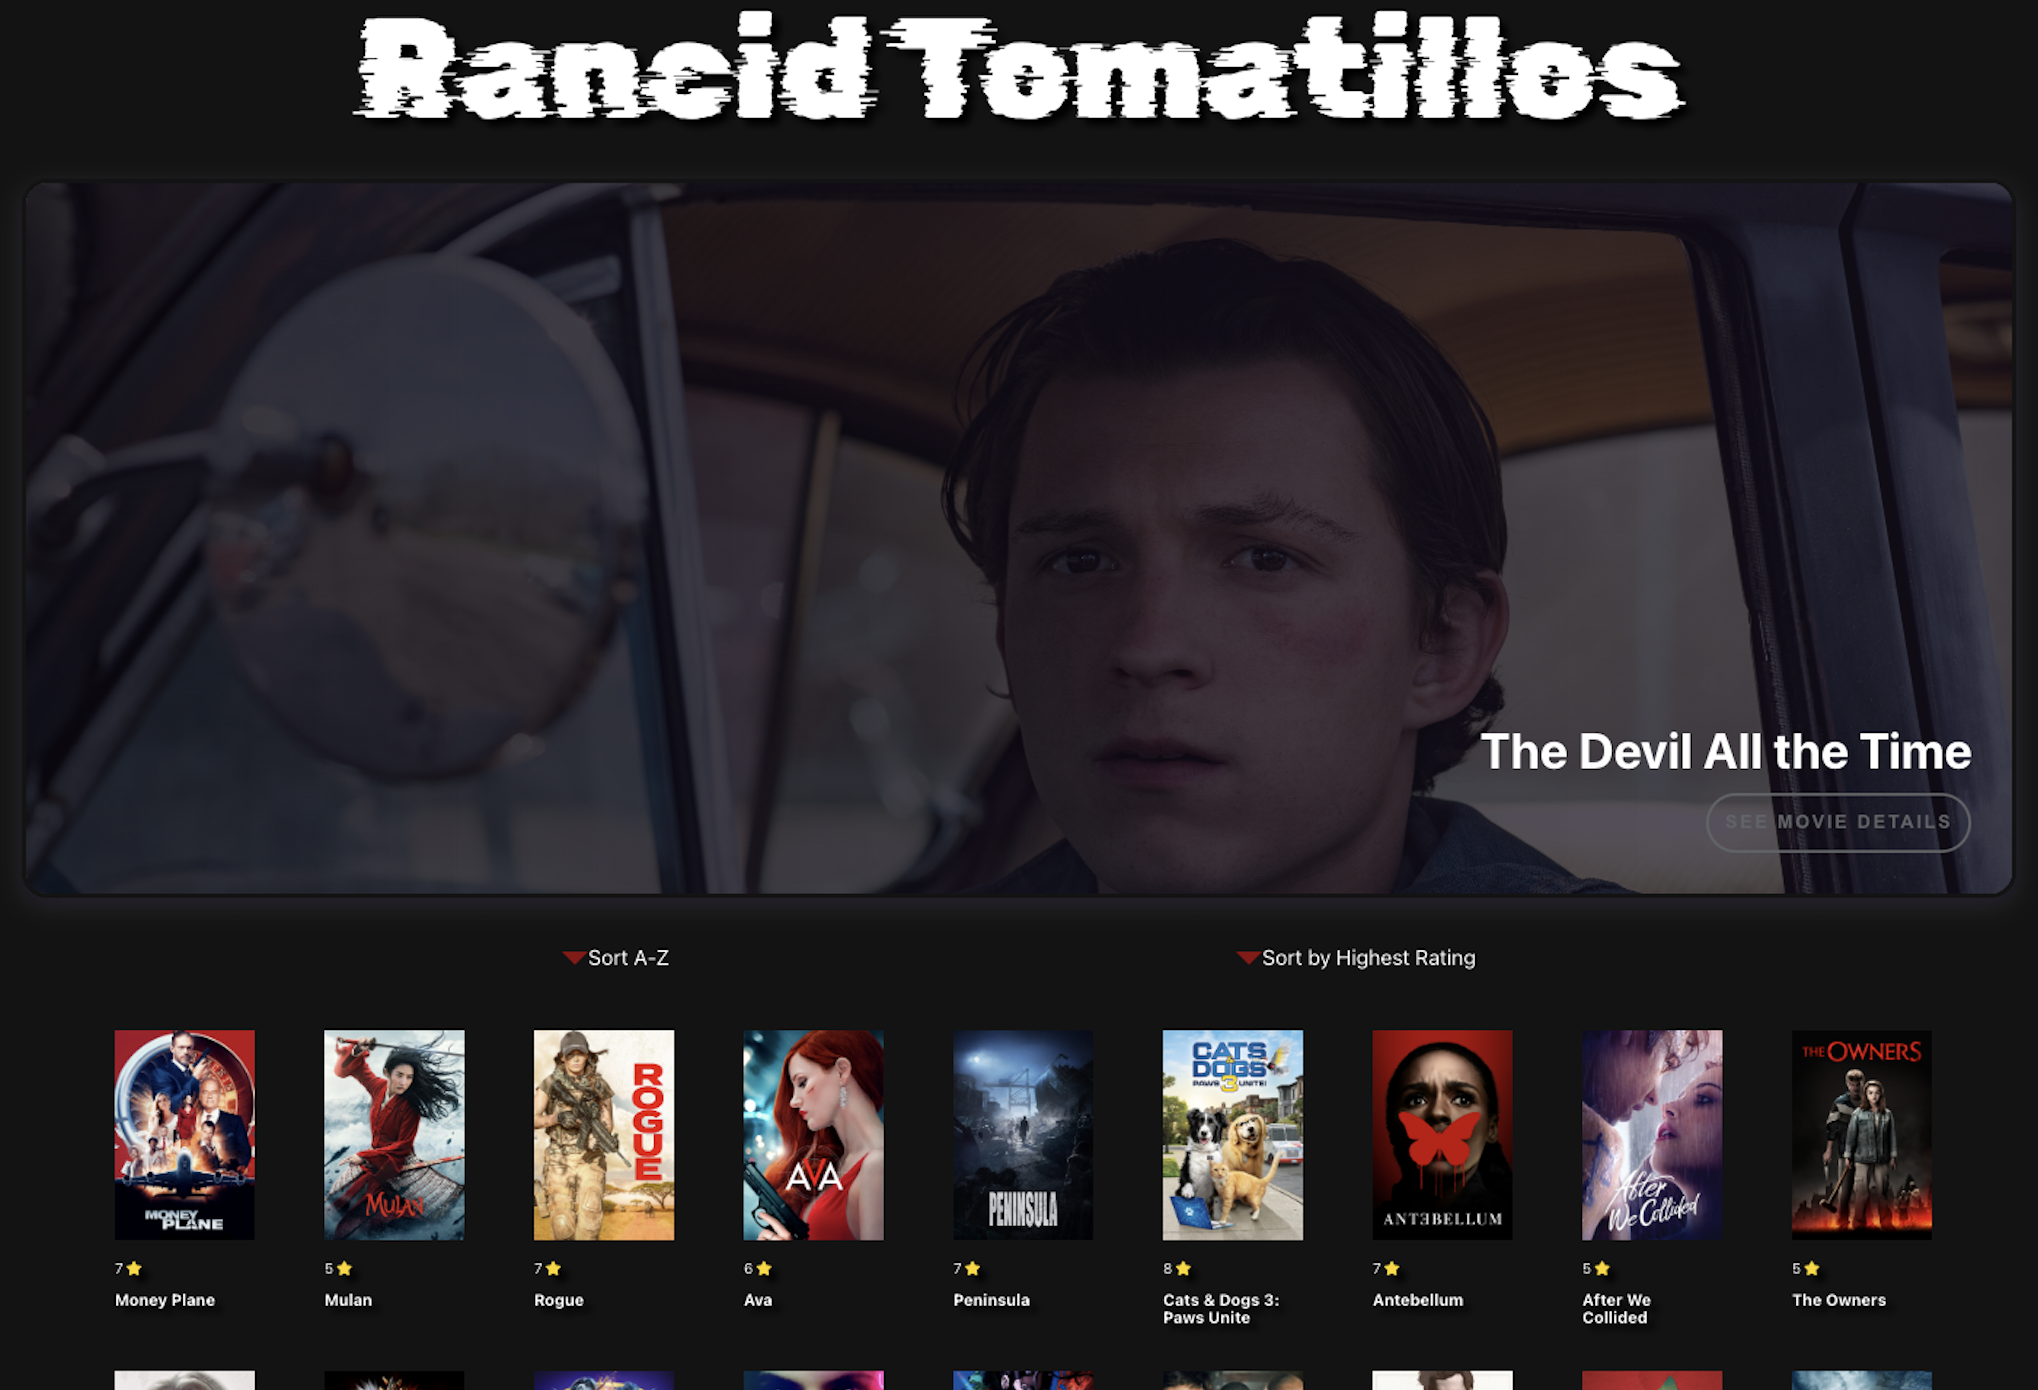 Rancid Tomatillos
The Devil All the Time
SEE MOVIE DETAILS
Sort A-Z
Sort by Highest Rating
MONEY
PLANE
MULAN
ROGUE
AVA
PENINSULA
CATS
&
DOGS
3
PAWS UNITE!
ANTƎBELLUM
After
We Collided
THE OWNERS
7
5
7
6
7
8
7
5
5
Money Plane
Mulan
Rogue
Ava
Peninsula
Cats & Dogs 3:
Paws Unite
Antebellum
After We
Collided
The Owners